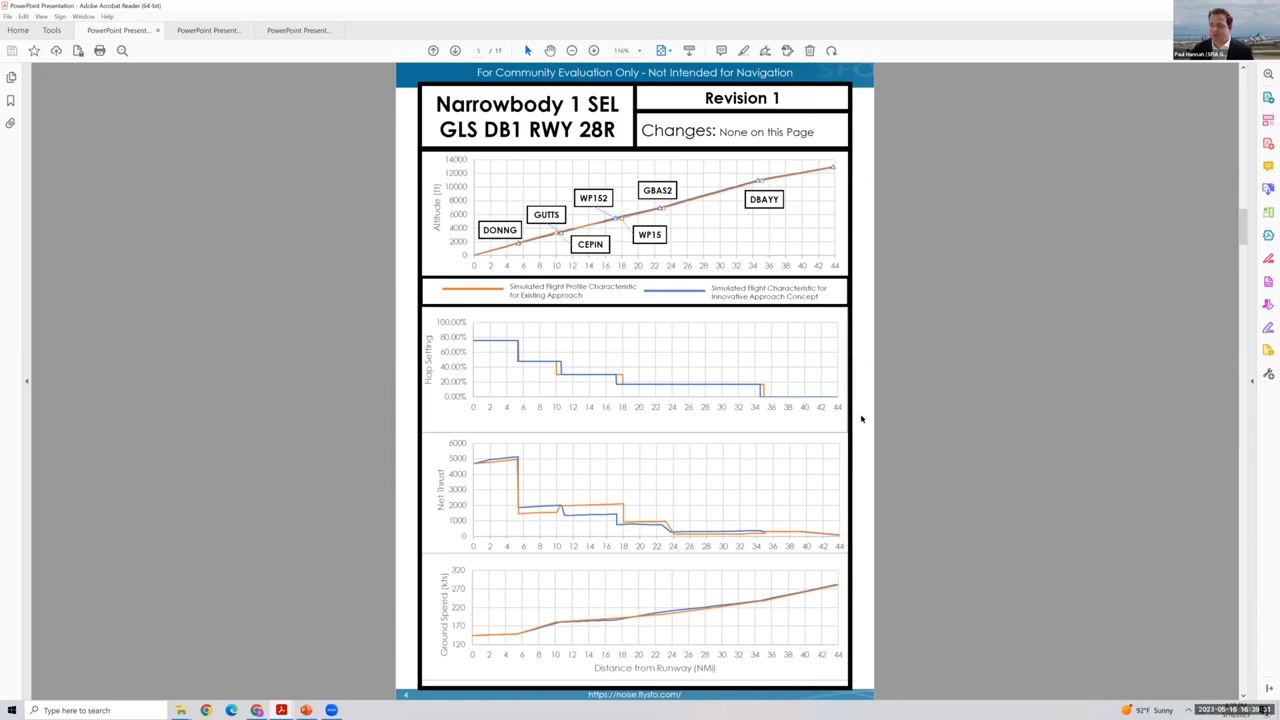 PowerPoint Presentation - Adobe Acrobat Reader (64-bit)
File Edit View Sign Window Help
Home Tools PowerPoint Present... × PowerPoint Present... PowerPoint Present...
/ 17 116%
Paul Hannah (SFIA G...
For Community Evaluation Only - Not Intended for Navigation
Narrowbody 1 SEL
GLS DB1 RWY 28R
Revision 1
Changes: None on this Page
Altitude (ft)
14000
12000
10000
8000
6000
4000
2000
0
DONNG
GUTTS
WP152
CEPIN
GBAS2
WP15
DBAYY
0 2 4 6 8 10 12 14 16 18 20 22 24 26 28 30 32 34 36 38 40 42 44
Simulated Flight Profile Characteristic
for Existing Approach
Simulated Flight Characteristic for
Innovative Approach Concept
Flap Setting
100.00%
80.00%
60.00%
40.00%
20.00%
0.00%
0 2 4 6 8 10 12 14 16 18 20 22 24 26 28 30 32 34 36 38 40 42 44
Net Thrust
6000
5000
4000
3000
2000
1000
0
0 2 4 6 8 10 12 14 16 18 20 22 24 26 28 30 32 34 36 38 40 42 44
Ground Speed (kts)
320
270
220
170
120
0 2 4 6 8 10 12 14 16 18 20 22 24 26 28 30 32 34 36 38 40 42 44
Distance from Runway (NMi)
4 https://noise.flysfo.com/
Type here to search
92°F Sunny
2023-05-16 16:39:31